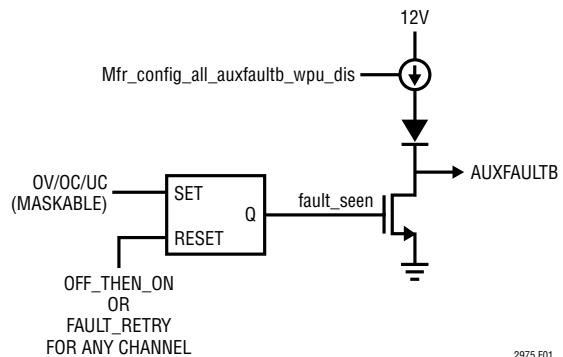 12V
Mfr_config_all_auxfaultb_wpu_dis
AUXFAULTB
OV/OC/UC
(MASKABLE)
SET
Q
fault_seen
RESET
OFF_THEN_ON
OR
FAULT_RETRY
FOR ANY CHANNEL
2975 F01